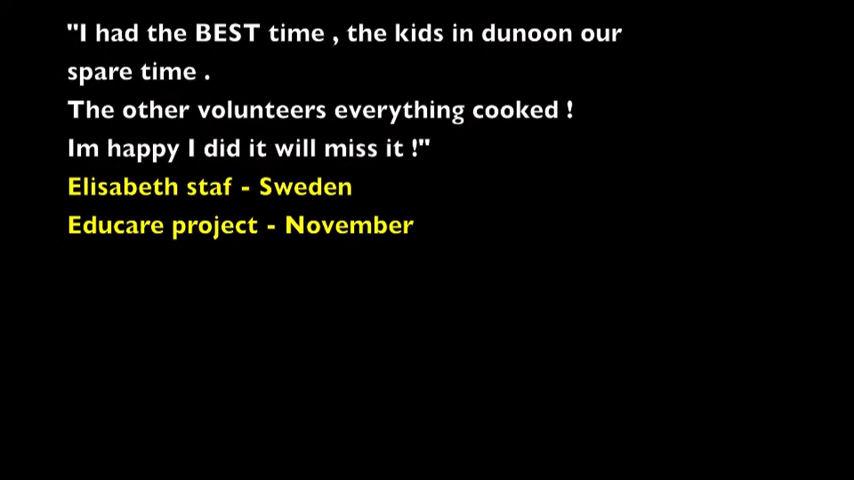 "I had the BEST time , the kids in dunoon our
spare time .
The other volunteers everything cooked !
Im happy I did it will miss it !"
Elisabeth staf - Sweden
Educare project - November